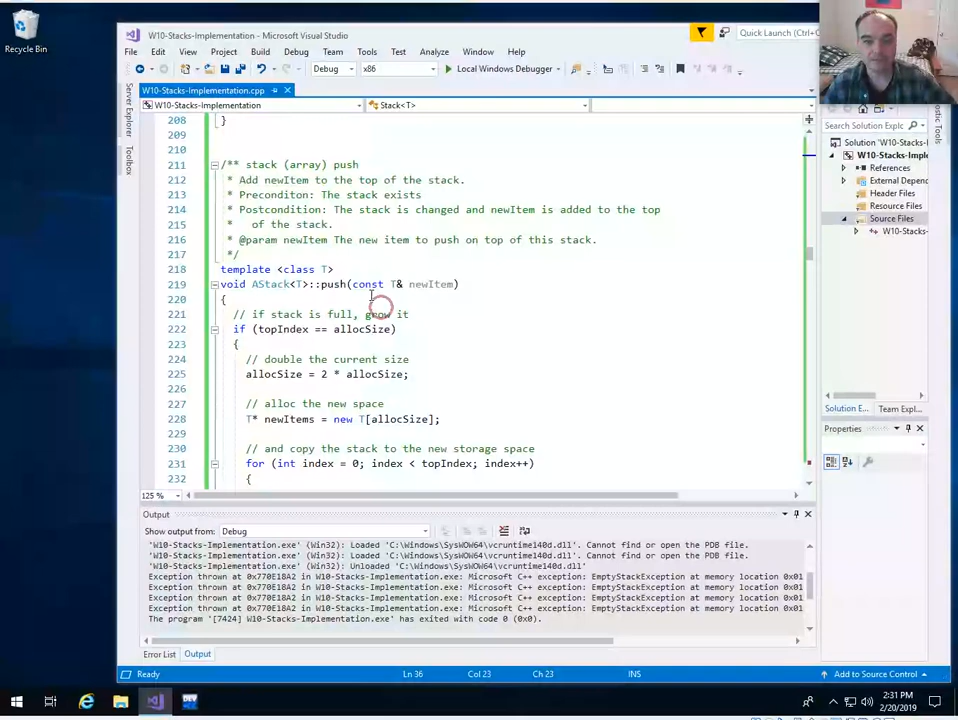 Recycle Bin
W10-Stacks-Implementation - Microsoft Visual Studio
Quick Launch (Ctrl+Q
File Edit View Project Build Debug Team Tools Test Analyze Window Help
Debug x86 Local Windows Debugger
Server Explorer
Toolbox
W10-Stacks-Implementation.cpp
W10-Stacks-Implementation Stack<T>
208 }
209
210
211 /** stack (array) push
212 * Add newItem to the top of the stack.
213 * Preconditon: The stack exists
214 * Postcondition: The stack is changed and newItem is added to the top
215 * of the stack.
216 * @param newItem The new item to push on top of this stack.
217 */
218 template <class T>
219 void AStack<T>::push(const T& newItem)
220 {
221 // if stack is full, grow it
222 if (topIndex == allocSize)
223 {
224 // double the current size
225 allocSize = 2 * allocSize;
226
227 // alloc the new space
228 T* newItems = new T[allocSize];
229
230 // and copy the stack to the new storage space
231 for (int index = 0; index < topIndex; index++)
232 {
125 %
Search Solution Explc
Solution 'W10-Stacks-Imp
W10-Stacks-Imple
References
External Depend
Header Files
Resource Files
Source Files
W10-Stacks-
Solution E... Team Expl...
Properties
Output
Show output from: Debug
'W10-Stacks-Implementation.exe' (Win32): Loaded 'C:\Windows\SysWOW64\vcruntime140d.dll'. Cannot find or open the PDB file.
'W10-Stacks-Implementation.exe' (Win32): Loaded 'C:\Windows\SysWOW64\vcruntime140d.dll'. Cannot find or open the PDB file.
'W10-Stacks-Implementation.exe' (Win32): Unloaded 'C:\Windows\SysWOW64\vcruntime140d.dll'
Exception thrown at 0x770E18A2 in W10-Stacks-Implementation.exe: Microsoft C++ exception: EmptyStackException at memory location 0x01
Exception thrown at 0x770E18A2 in W10-Stacks-Implementation.exe: Microsoft C++ exception: EmptyStackException at memory location 0x01
Exception thrown at 0x770E18A2 in W10-Stacks-Implementation.exe: Microsoft C++ exception: EmptyStackException at memory location 0x01
The program '[7424] W10-Stacks-Implementation.exe' has exited with code 0 (0x0).
Error List Output
Ready Ln 36 Col 23 Ch 23 INS Add to Source Control
2:31 PM
2/20/2019